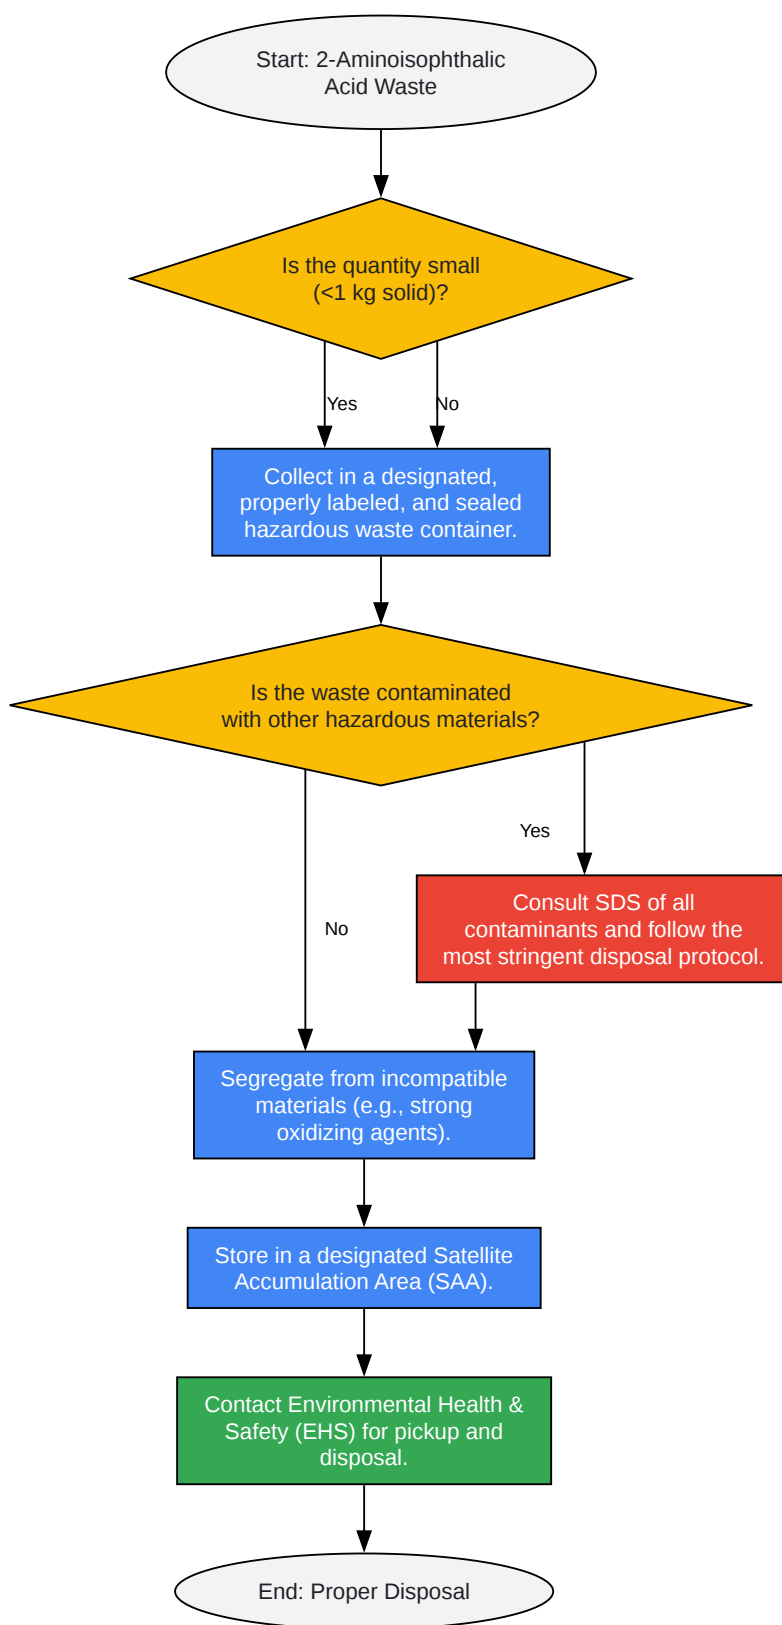 Start: 2-Aminoisophthalic
Acid Waste
Is the quantity small
(<1 kg solid)?
Yes
No
Collect in a designated,
properly labeled, and sealed
hazardous waste container.
Is the waste contaminated
with other hazardous materials?
Yes
Consult SDS of all
contaminants and follow the
most stringent disposal protocol.
No
Segregate from incompatible
materials (e.g., strong
oxidizing agents).
Store in a designated Satellite
Accumulation Area (SAA).
Contact Environmental Health &
Safety (EHS) for pickup and
disposal.
End: Proper Disposal